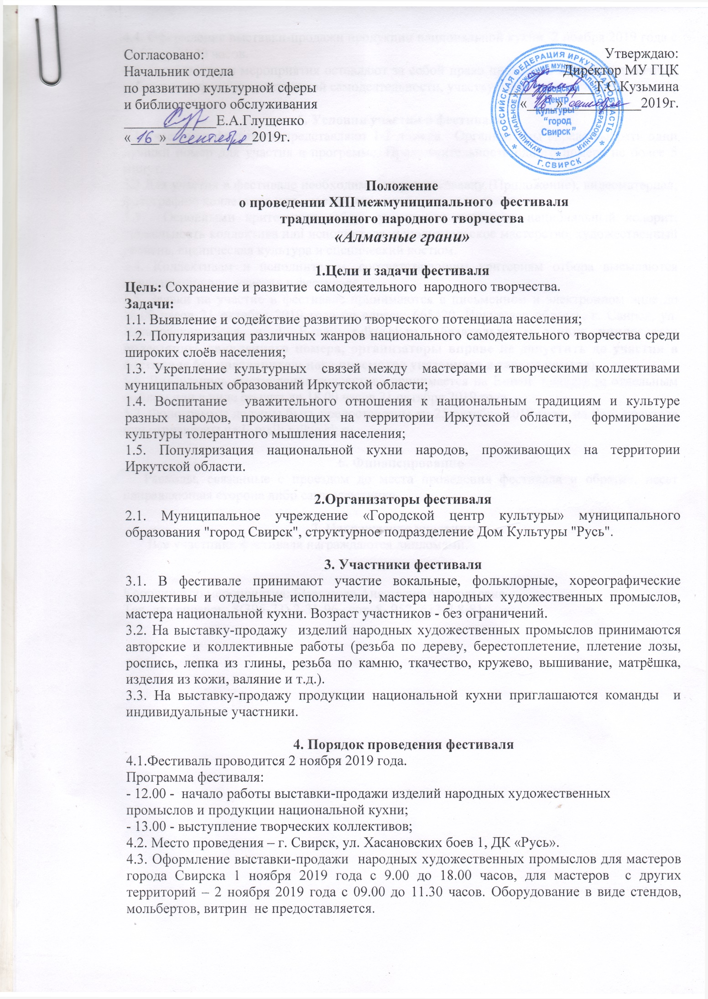 Согласовано:
Начальник отдела
по развитию культурной сферы
и библиотечного обслуживания
_____________Е.А.Глущенко
«16»сентября2019г.
Утверждаю:
Директор МУ ГЦК
____________Т.С.Кузьмина
«16»сентября2019г.
РОССИЙСКАЯ ФЕДЕРАЦИЯ ИРКУТСКАЯ ОБЛАСТЬ
* Г.СВИРСК *
МУНИЦИПАЛЬНОЕ УЧРЕЖДЕНИЕ МУНИЦИПАЛЬНОГО ОБРАЗОВАНИЯ *
Городской
Центр
Культуры”
“город
Свирск”
Положение
о проведении XIII межмуниципального фестиваля
традиционного народного творчества
«Алмазные грани»
1.Цели и задачи фестиваля
Цель: Сохранение и развитие самодеятельного народного творчества.
Задачи:
1.1. Выявление и содействие развитию творческого потенциала населения;
1.2. Популяризация различных жанров национального самодеятельного творчества среди
широких слоёв населения;
1.3. Укрепление культурных связей между мастерами и творческими коллективами
муниципальных образований Иркутской области;
1.4. Воспитание уважительного отношения к национальным традициям и культуре
разных народов, проживающих на территории Иркутской области, формирование
культуры толерантного мышления населения;
1.5. Популяризация национальной кухни народов, проживающих на территории
Иркутской области.
2.Организаторы фестиваля
2.1. Муниципальное учреждение «Городской центр культуры» муниципального
образования "город Свирск", структурное подразделение Дом Культуры "Русь".
3. Участники фестиваля
3.1. В фестивале принимают участие вокальные, фольклорные, хореографические
коллективы и отдельные исполнители, мастера народных художественных промыслов,
мастера национальной кухни. Возраст участников - без ограничений.
3.2. На выставку-продажу изделий народных художественных промыслов принимаются
авторские и коллективные работы (резьба по дереву, берестоплетение, плетение лозы,
роспись, лепка из глины, резьба по камню, ткачество, кружево, вышивание, матрёшка,
изделия из кожи, валяние и т.д.).
3.3. На выставку-продажу продукции национальной кухни приглашаются команды и
индивидуальные участники.
4. Порядок проведения фестиваля
4.1.Фестиваль проводится 2 ноября 2019 года.
Программа фестиваля:
- 12.00 - начало работы выставки-продажи изделий народных художественных
промыслов и продукции национальной кухни;
- 13.00 - выступление творческих коллективов;
4.2. Место проведения – г. Свирск, ул. Хасановских боев 1, ДК «Русь».
4.3. Оформление выставки-продажи народных художественных промыслов для мастеров
города Свирска 1 ноября 2019 года с 9.00 до 18.00 часов, для мастеров с других
территорий – 2 ноября 2019 года с 09.00 до 11.30 часов. Оборудование в виде стендов,
мольбертов, витрин не предоставляется.